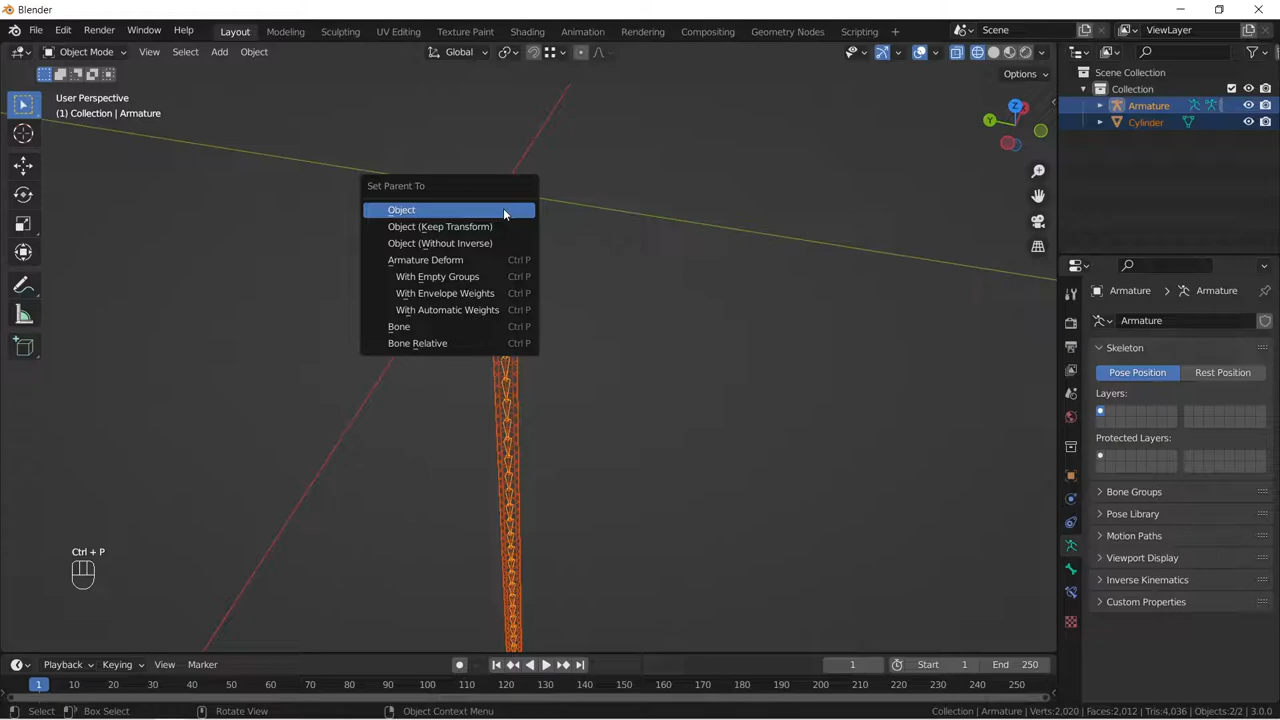 Blender
File Edit Render Window Help Layout Modeling Sculpting UV Editing Texture Paint Shading Animation Rendering Compositing Geometry Nodes Scripting + Scene ViewLayer
Object Mode View Select Add Object Global
Options
User Perspective
(1) Collection | Armature
X
Y
Z
Scene Collection
Collection
Armature
Cylinder
Set Parent To
Object
Object (Keep Transform)
Object (Without Inverse)
Armature Deform Ctrl P
With Empty Groups Ctrl P
With Envelope Weights Ctrl P
With Automatic Weights Ctrl P
Bone Ctrl P
Bone Relative Ctrl P
Armature > Armature
Armature
Skeleton
Pose Position Rest Position
Layers:
Protected Layers:
Bone Groups
Pose Library
Motion Paths
Viewport Display
Inverse Kinematics
Custom Properties
Ctrl + P
Playback Keying View Marker 1 Start 1 End 250
1 10 20 30 40 50 60 70 80 90 100 110 120 130 140 150 160 170 180 190 200 210 220 230 240 250
Select Box Select Rotate View Object Context Menu Collection | Armature | Verts:2,020 | Faces:2,012 | Tris:4,036 | Objects:2/2 | 3.0.0